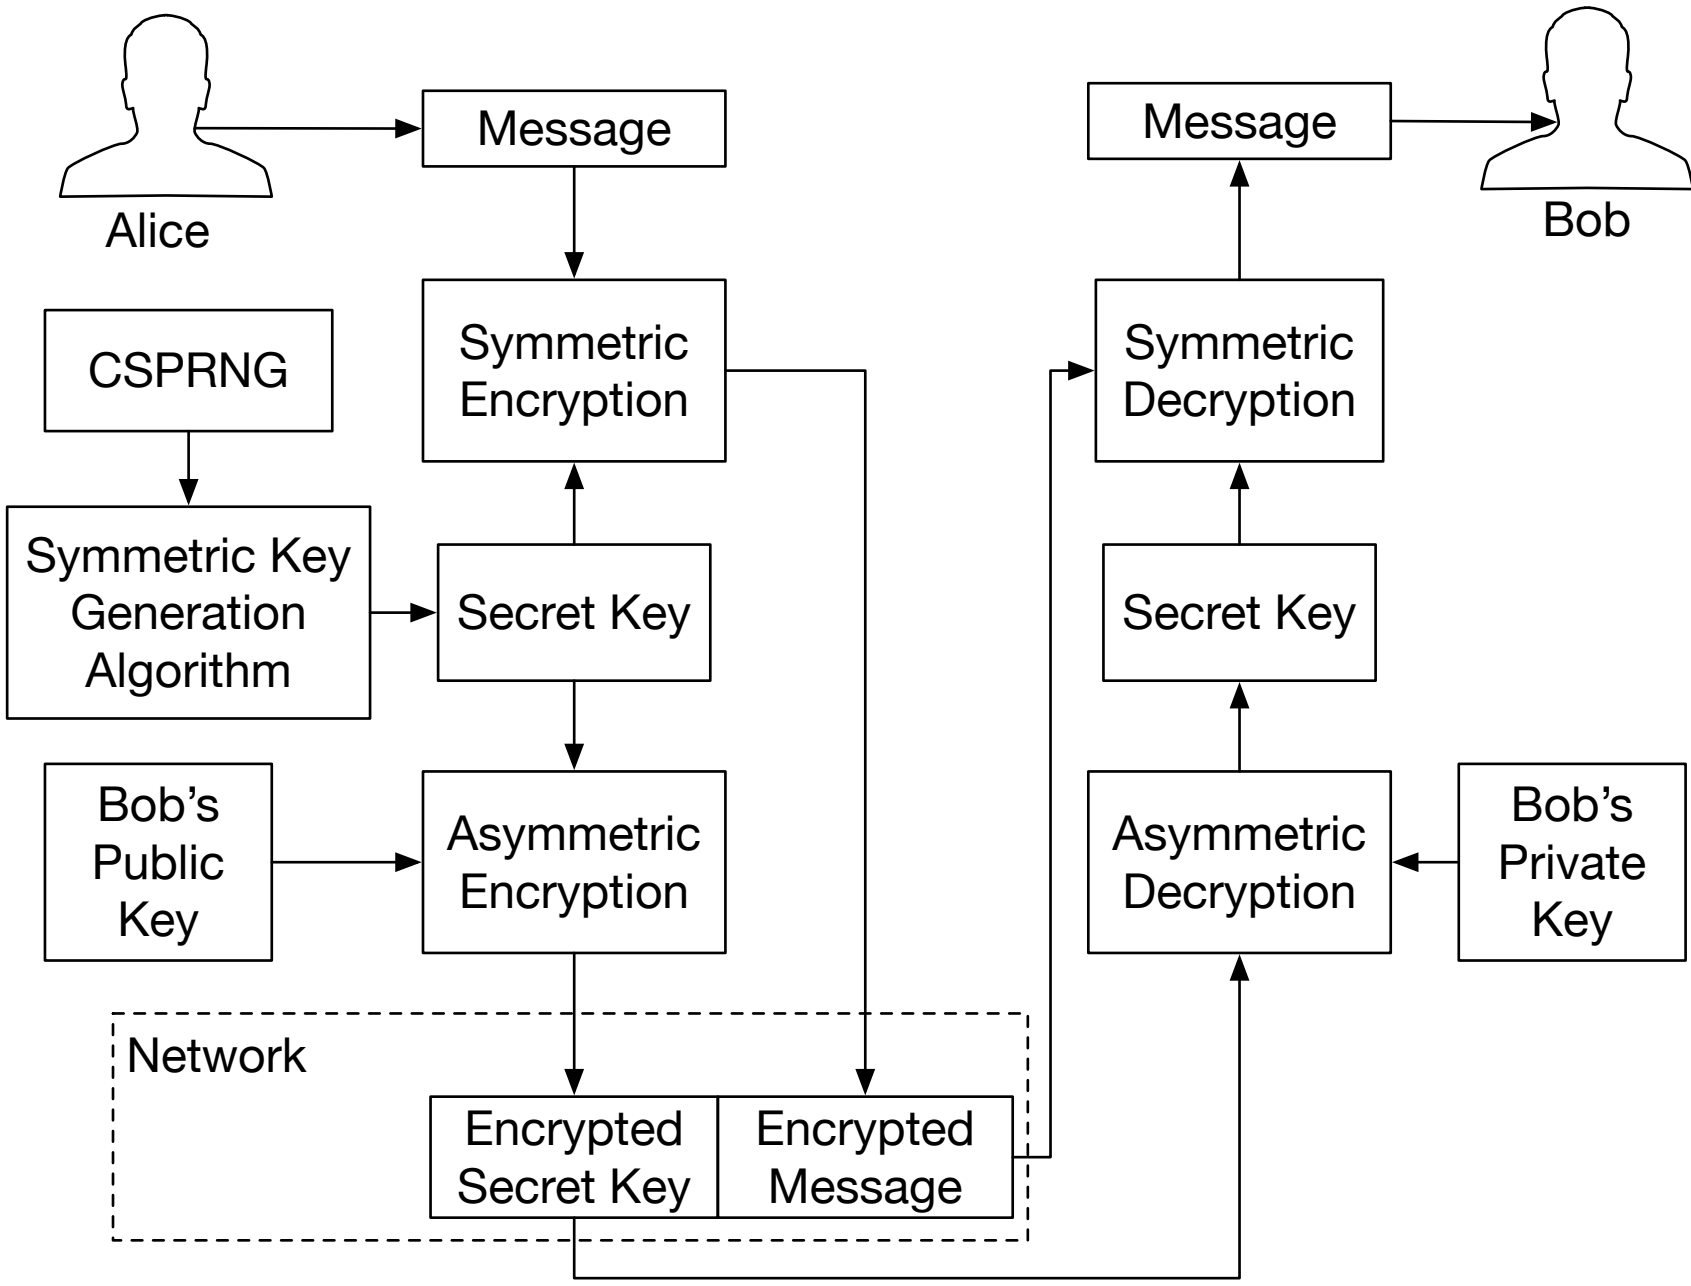 Alice
Message
Message
Bob
CSPRNG
Symmetric
Encryption
Symmetric
Decryption
Symmetric Key
Generation
Algorithm
Secret Key
Secret Key
Bob’s
Public
Key
Asymmetric
Encryption
Asymmetric
Decryption
Bob’s
Private
Key
Network
Encrypted
Secret Key
Encrypted
Message